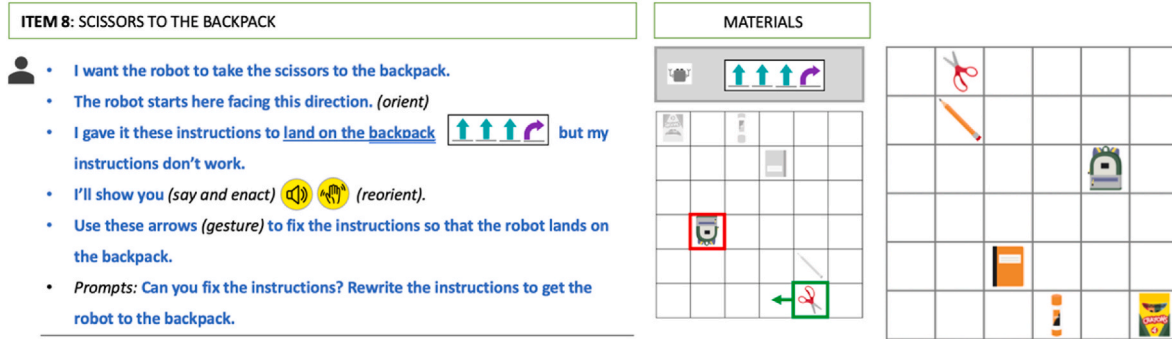 ITEM 8: SCISSORS TO THE BACKPACK
MATERIALS
• I want the robot to take the scissors to the backpack.
• The robot starts here facing this direction. (orient)
• I gave it these instructions to land on the backpack but my
instructions don't work.
• I'll show you (say and enact) (reorient).
• Use these arrows (gesture) to fix the instructions so that the robot lands on
the backpack.
• Prompts: Can you fix the instructions? Rewrite the instructions to get the
robot to the backpack.
CRAYONS
4